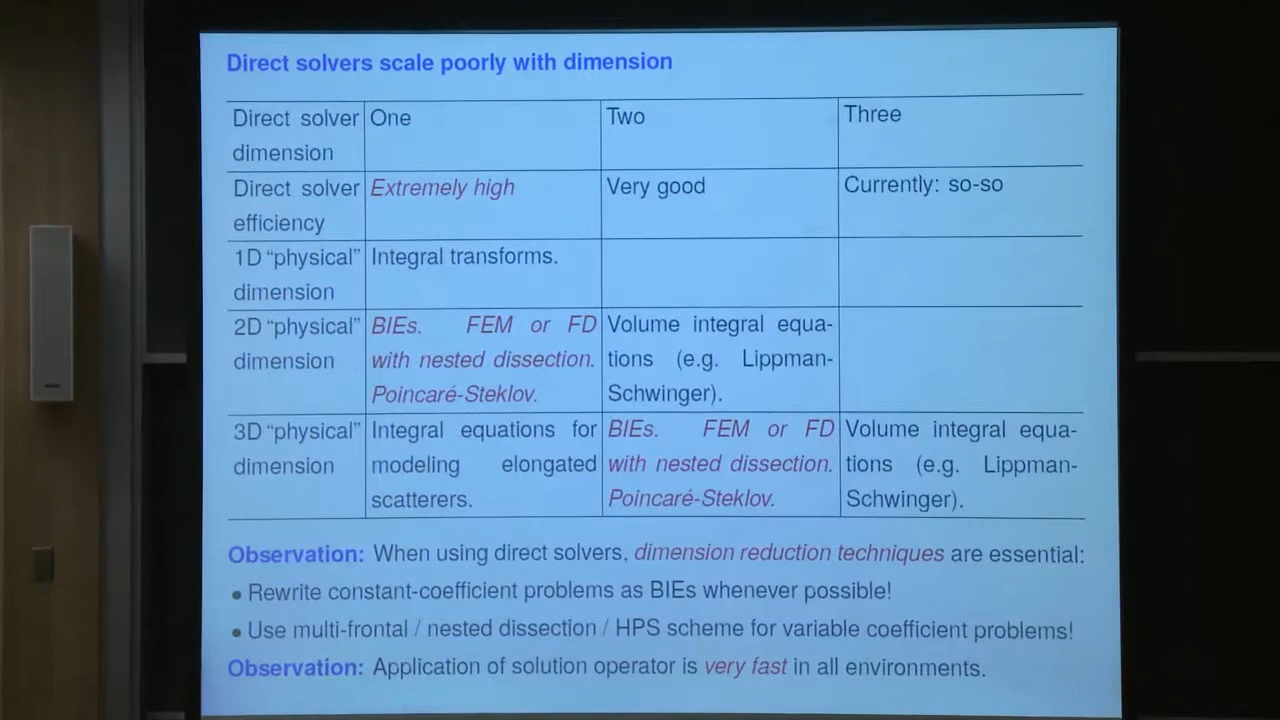 Direct solvers scale poorly with dimension
Direct solver
dimension
One
Two
Three
Direct solver
efficiency
Extremely high
Very good
Currently: so-so
1D “physical”
dimension
Integral transforms.
2D “physical”
dimension
BIEs. FEM or FD
with nested dissection.
Poincaré-Steklov.
Volume integral equa-
tions (e.g. Lippman-
Schwinger).
3D “physical”
dimension
Integral equations for
modeling elongated
scatterers.
BIEs. FEM or FD
with nested dissection.
Poincaré-Steklov.
Volume integral equa-
tions (e.g. Lippman-
Schwinger).
Observation: When using direct solvers, dimension reduction techniques are essential:
• Rewrite constant-coefficient problems as BIEs whenever possible!
• Use multi-frontal / nested dissection / HPS scheme for variable coefficient problems!
Observation: Application of solution operator is very fast in all environments.